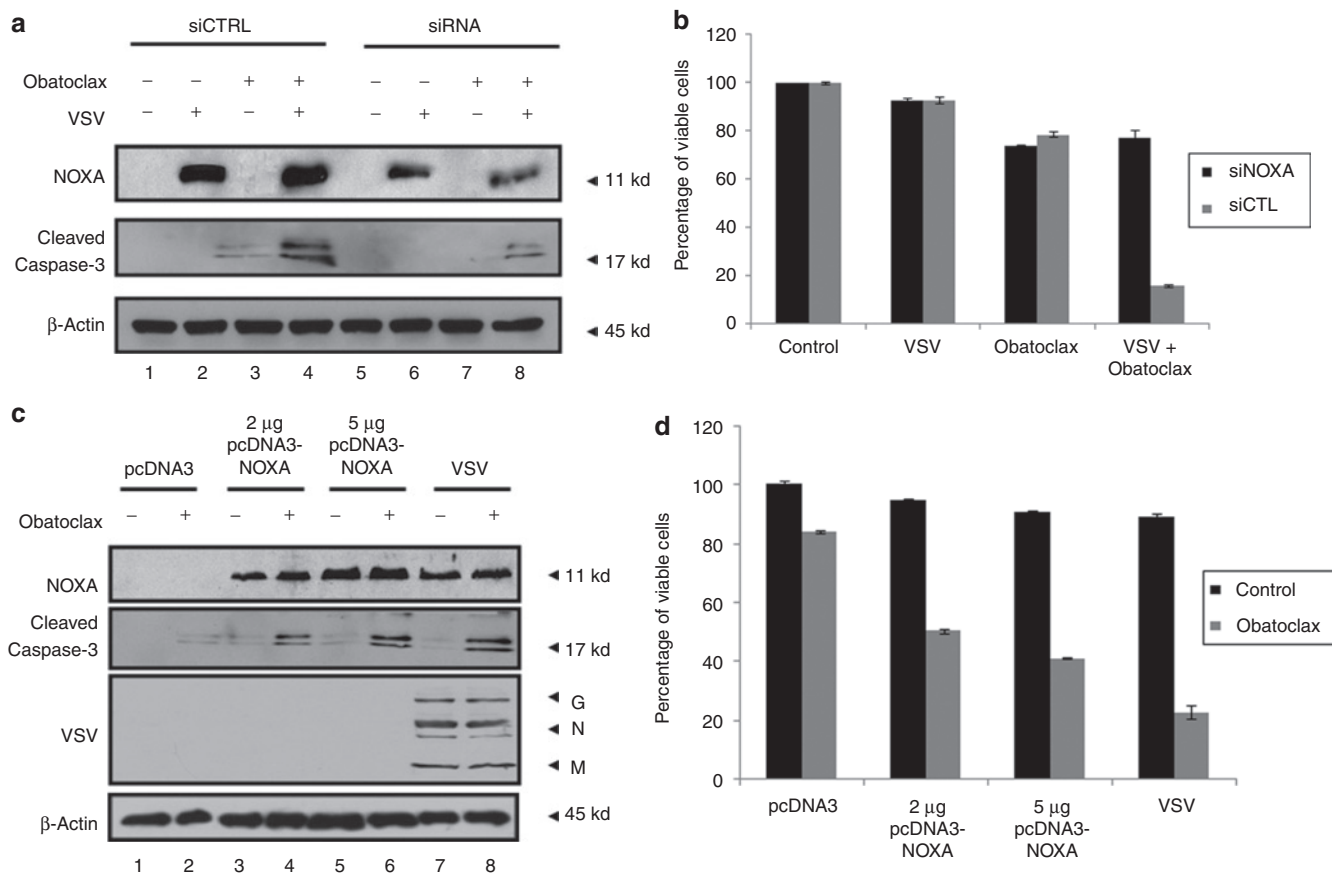 a
siCTRL siRNA
Obatoclax − − + + − − + +
VSV − + − + − + − +
NOXA
11 kd
Cleaved
Caspase-3
17 kd
β-Actin
45 kd
1 2 3 4 5 6 7 8
b
Percentage of viable cells
120
100
80
60
40
20
0
Control
VSV
Obatoclax
VSV +
Obatoclax
siNOXA
siCTL
c
pcDNA3
2 μg
pcDNA3-
NOXA
5 μg
pcDNA3-
NOXA
VSV
Obatoclax − + − + − + − +
NOXA
11 kd
Cleaved
Caspase-3
17 kd
VSV
G
N
M
β-Actin
45 kd
1 2 3 4 5 6 7 8
d
Percentage of viable cells
120
100
80
60
40
20
0
pcDNA3
2 μg
pcDNA3-
NOXA
5 μg
pcDNA3-
NOXA
VSV
Control
Obatoclax